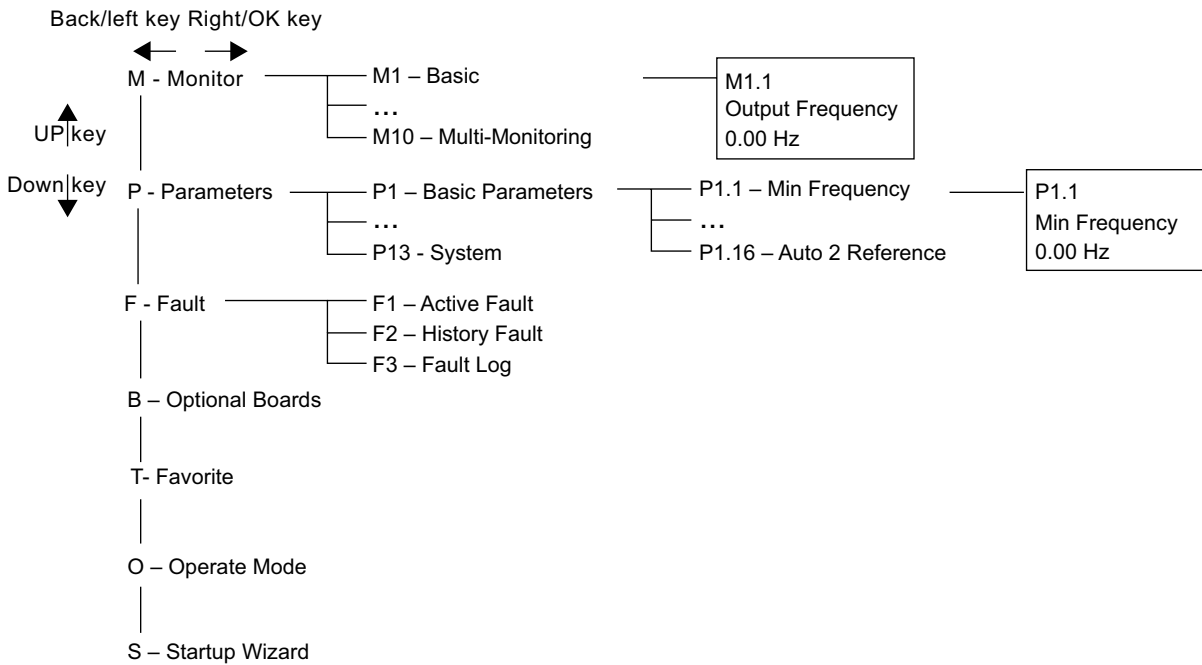 Back/left key Right/OK key
M - Monitor
M1 – Basic
...
M10 – Multi-Monitoring
M1.1
Output Frequency
0.00 Hz
UP key
Down key
P - Parameters
P1 – Basic Parameters
...
P13 - System
P1.1 – Min Frequency
...
P1.16 – Auto 2 Reference
P1.1
Min Frequency
0.00 Hz
F - Fault
F1 – Active Fault
F2 – History Fault
F3 – Fault Log
B – Optional Boards
T- Favorite
O – Operate Mode
S – Startup Wizard